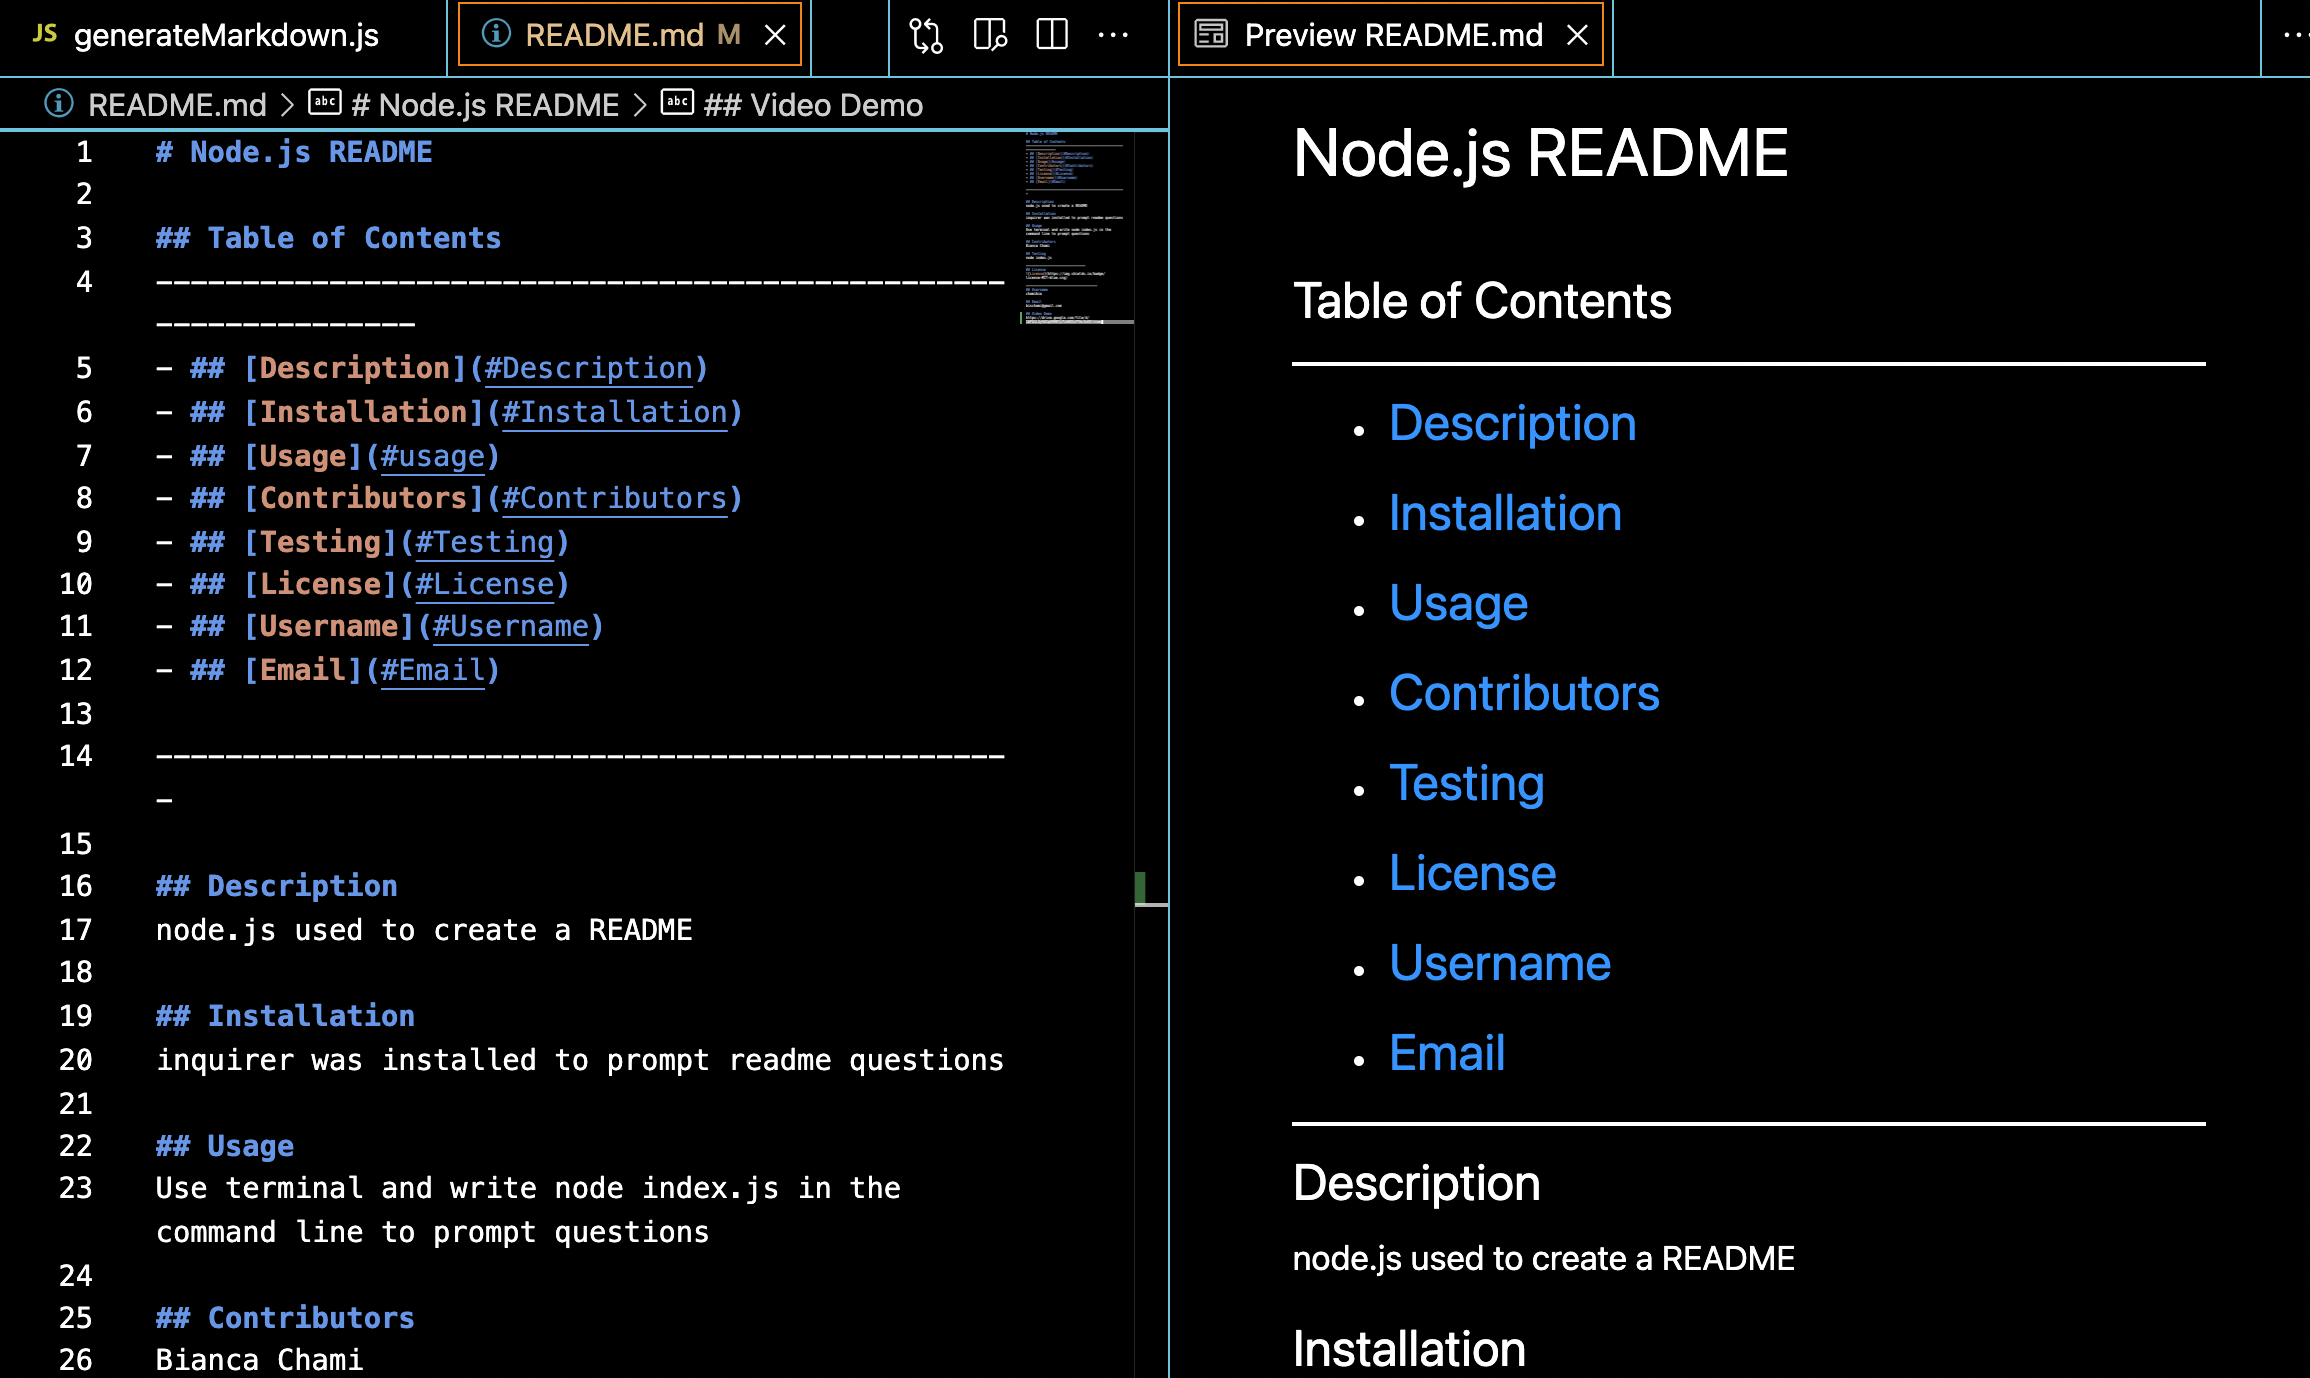 JS generateMarkdown.js
README.md M
Preview README.md
README.md > # Node.js README > ## Video Demo
1 # Node.js README
2
3 ## Table of Contents
4 -------------------------------------------------
---------------
5 - ## [Description](#Description)
6 - ## [Installation](#Installation)
7 - ## [Usage](#usage)
8 - ## [Contributors](#Contributors)
9 - ## [Testing](#Testing)
10 - ## [License](#License)
11 - ## [Username](#Username)
12 - ## [Email](#Email)
13
14 -------------------------------------------------
-
15
16 ## Description
17 node.js used to create a README
18
19 ## Installation
20 inquirer was installed to prompt readme questions
21
22 ## Usage
23 Use terminal and write node index.js in the
command line to prompt questions
24
25 ## Contributors
26 Bianca Chami
Node.js README
Table of Contents
• Description
• Installation
• Usage
• Contributors
• Testing
• License
• Username
• Email
Description
node.js used to create a README
Installation